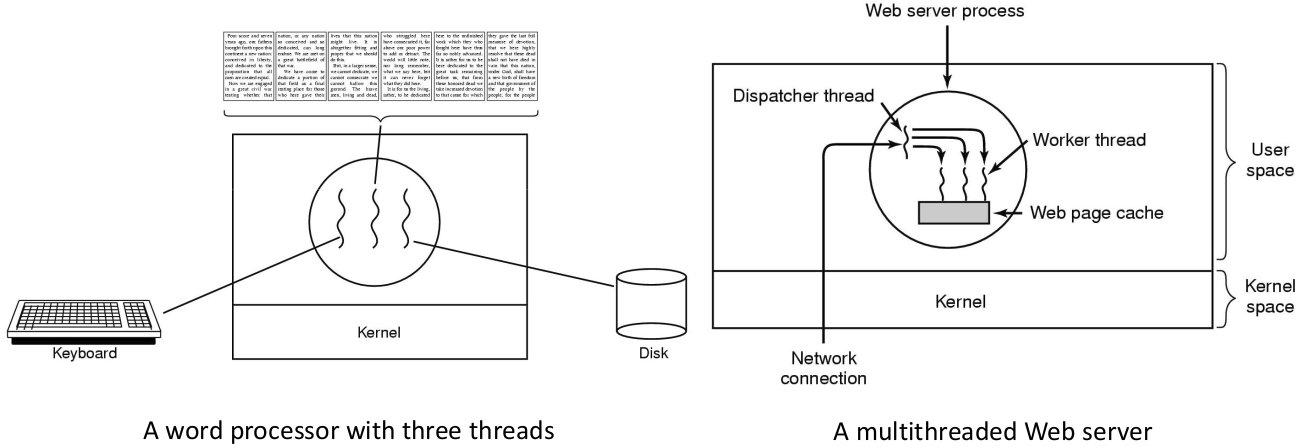 Four score and seven
years ago, our fathers
brought forth upon this
continent a new nation:
conceived in liberty,
and dedicated to the
proposition that all
men are created equal.
Now we are engaged
in a great civil war
testing whether that
nation, or any nation
so conceived and so
dedicated, can long
endure. We are met on
a great battlefield of
that war.
We have come to
dedicate a portion of
that field as a final
resting place for those
who here gave their
lives that this nation
might live. It is
altogether fitting and
proper that we should
do this.
But, in a larger sense,
we cannot dedicate, we
cannot consecrate we
cannot hallow this
ground. The brave
men, living and dead,
who struggled here
have consecrated it, far
above our poor power
to add or detract. The
world will little note,
nor long remember,
what we say here, but
it can never forget
what they did here.
It is for us the living,
rather, to be dedicated
here to the unfinished
work which they who
fought here have thus
far so nobly advanced.
It is rather for us to be
here dedicated to the
great task remaining
before us, that from
these honored dead we
take increased devotion
to that cause for which
they gave the last full
measure of devotion,
that we here highly
resolve that these dead
shall not have died in
vain that this nation,
under God, shall have
a new birth of freedom
and that government of
the people by the
people, for the people
Kernel
Keyboard
Disk
A word processor with three threads
Web server process
Dispatcher thread
Worker thread
Web page cache
User
space
Kernel
Kernel
space
Network
connection
A multithreaded Web server